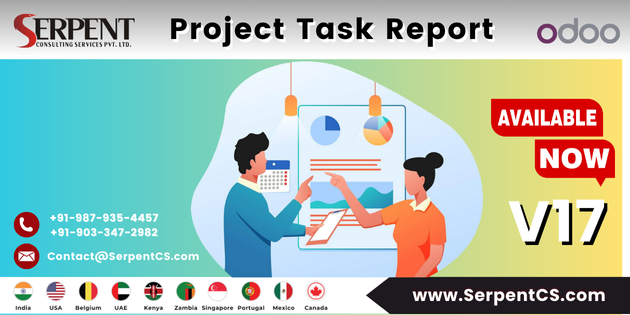 SERPENT
CONSULTING SERVICES PVT. LTD.
Project Task Report
odoo
AVAILABLE
NOW
V17
+91-987-935-4457
+91-903-347-2982
Contact@SerpentCS.com
India
USA
Belgium
UAE
Kenya
Zambia
Singapore
Portugal
Mexico
Canada
www.SerpentCS.com